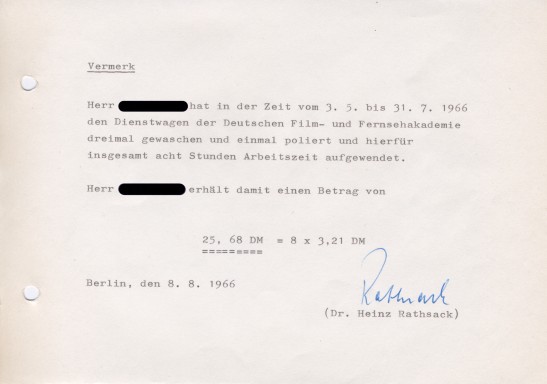 Vermerk
Herr hat in der Zeit vom 3. 5. bis 31. 7. 1966
den Dienstwagen der Deutschen Film- und Fernsehakademie
dreimal gewaschen und einmal poliert und hierfür
insgesamt acht Stunden Arbeitszeit aufgewendet.
Herr erhält damit einen Betrag von
25, 68 DM = 8 x 3,21 DM
=========
Berlin, den 8. 8. 1966
Rathsack
(Dr. Heinz Rathsack)